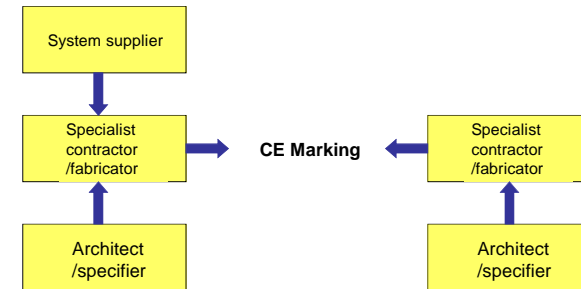 System supplier
Specialist
contractor
/fabricator
CE Marking
Specialist
contractor
/fabricator
Architect
/specifier
Architect
/specifier